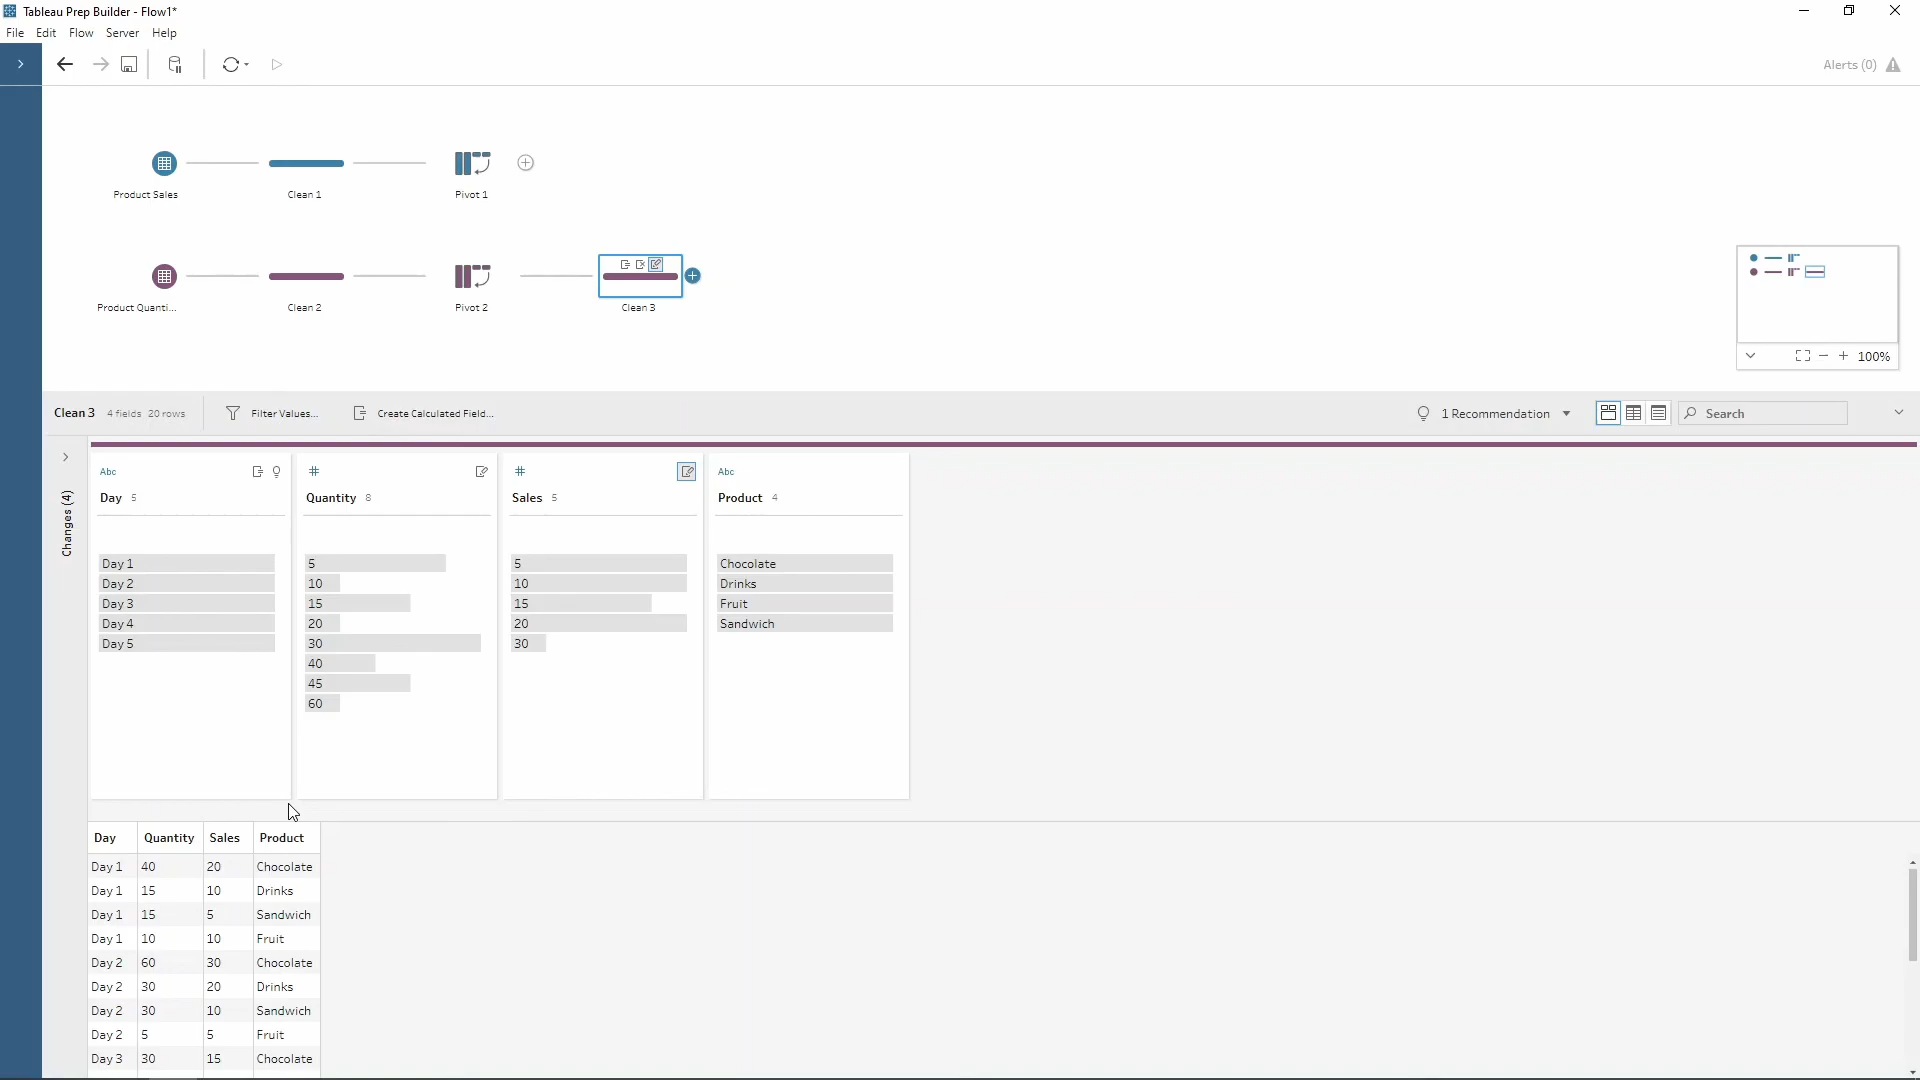 Tableau Prep Builder - Flow1*
File Edit Flow Server Help
Alerts (0)
Product Sales Clean 1 Pivot 1
Product Quanti... Clean 2 Pivot 2 Clean 3
100%
Clean 3 4 fields 20 rows Filter Values... Create Calculated Field... 1 Recommendation Search
Changes (4)
Abc # # Abc
Day 5 Quantity 8 Sales 5 Product 4
Day 1 5 5 Chocolate
Day 2 10 10 Drinks
Day 3 15 15 Fruit
Day 4 20 20 Sandwich
Day 5 30 30
40
45
60
Day Quantity Sales Product
Day 1 40 20 Chocolate
Day 1 15 10 Drinks
Day 1 15 5 Sandwich
Day 1 10 10 Fruit
Day 2 60 30 Chocolate
Day 2 30 20 Drinks
Day 2 30 10 Sandwich
Day 2 5 5 Fruit
Day 3 30 15 Chocolate